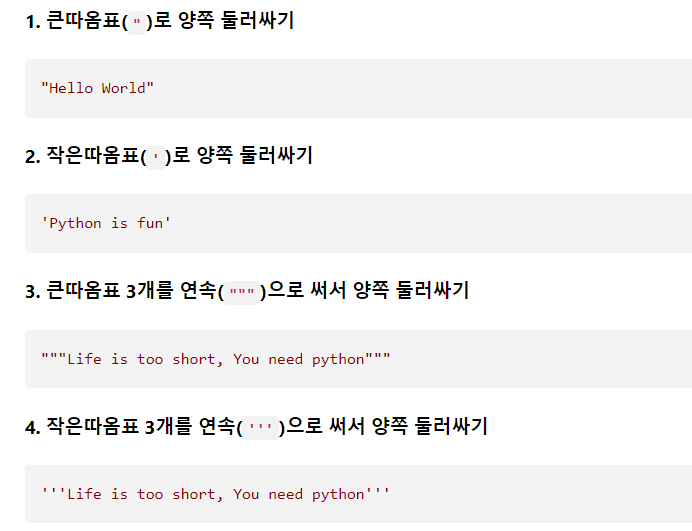 1. 큰따옴표(")로 양쪽 둘러싸기
"Hello World"
2. 작은따옴표(')로 양쪽 둘러싸기
'Python is fun'
3. 큰따옴표 3개를 연속(""")으로 써서 양쪽 둘러싸기
"""Life is too short, You need python"""
4. 작은따옴표 3개를 연속(''')으로 써서 양쪽 둘러싸기
'''Life is too short, You need python'''